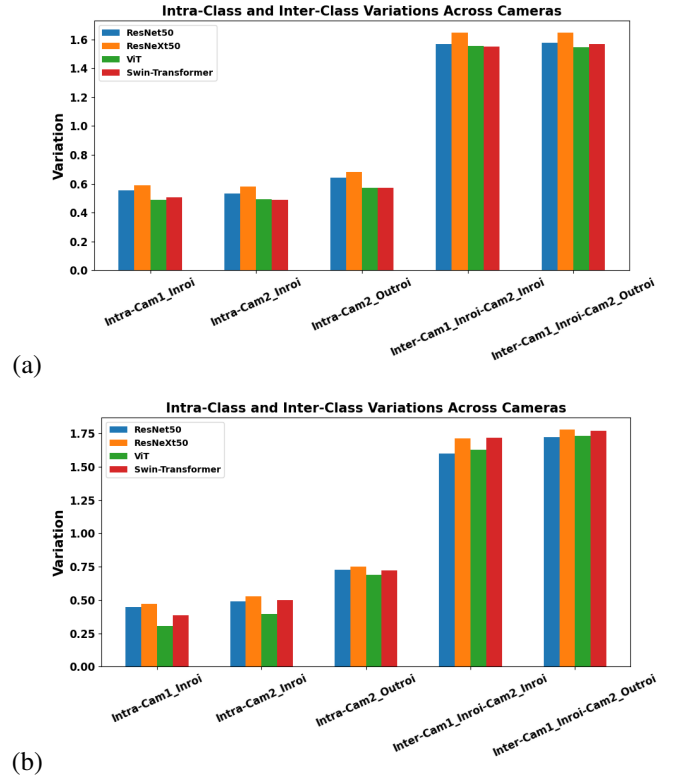 Intra-Class and Inter-Class Variations Across Cameras
ResNet50
ResNeXt50
ViT
Swin-Transformer
Variation
1.6
1.4
1.2
1.0
0.8
0.6
0.4
0.2
0.0
Intra-Cam1_Inroi
Intra-Cam2_Inroi
Intra-Cam2_Outroi
Inter-Cam1_Inroi-Cam2_Inroi
Inter-Cam1_Inroi-Cam2_Outroi
(a)
Intra-Class and Inter-Class Variations Across Cameras
ResNet50
ResNeXt50
ViT
Swin-Transformer
Variation
1.75
1.50
1.25
1.00
0.75
0.50
0.25
0.00
Intra-Cam1_Inroi
Intra-Cam2_Inroi
Intra-Cam2_Outroi
Inter-Cam1_Inroi-Cam2_Inroi
Inter-Cam1_Inroi-Cam2_Outroi
(b)